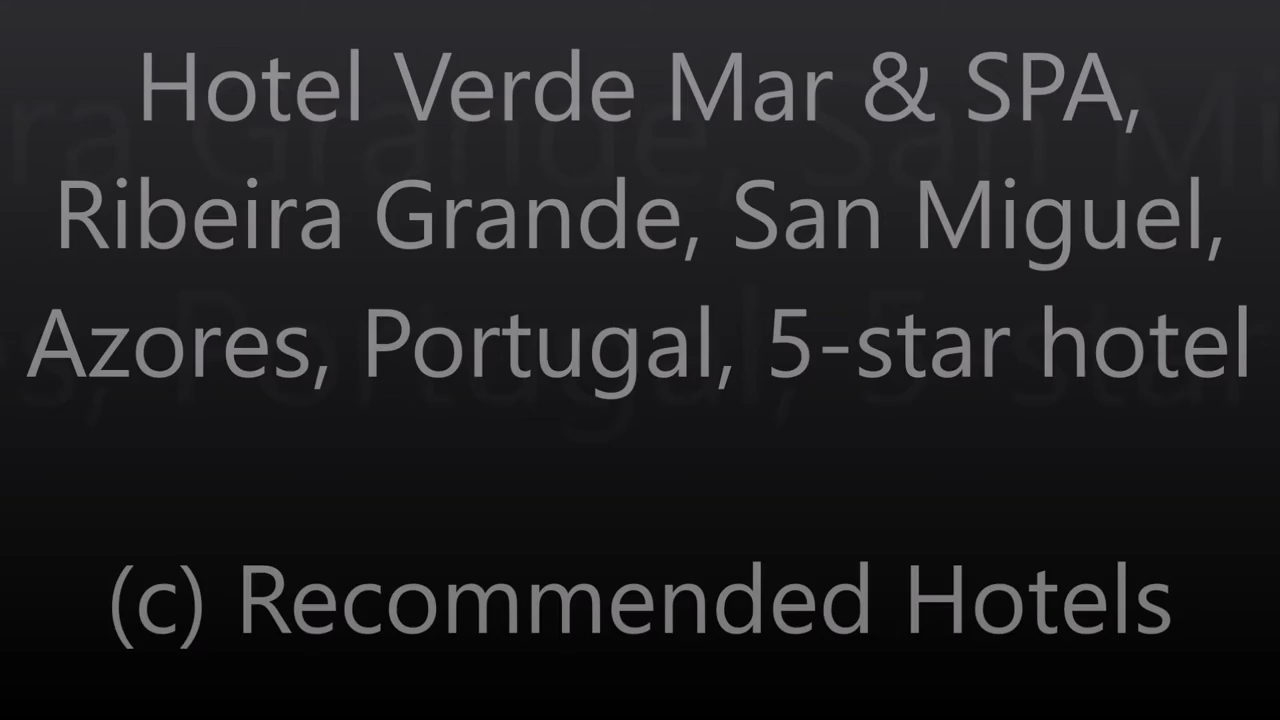 Hotel Verde Mar & SPA,
Ribeira Grande, San Miguel,
Azores, Portugal, 5-star hotel
(c) Recommended Hotels